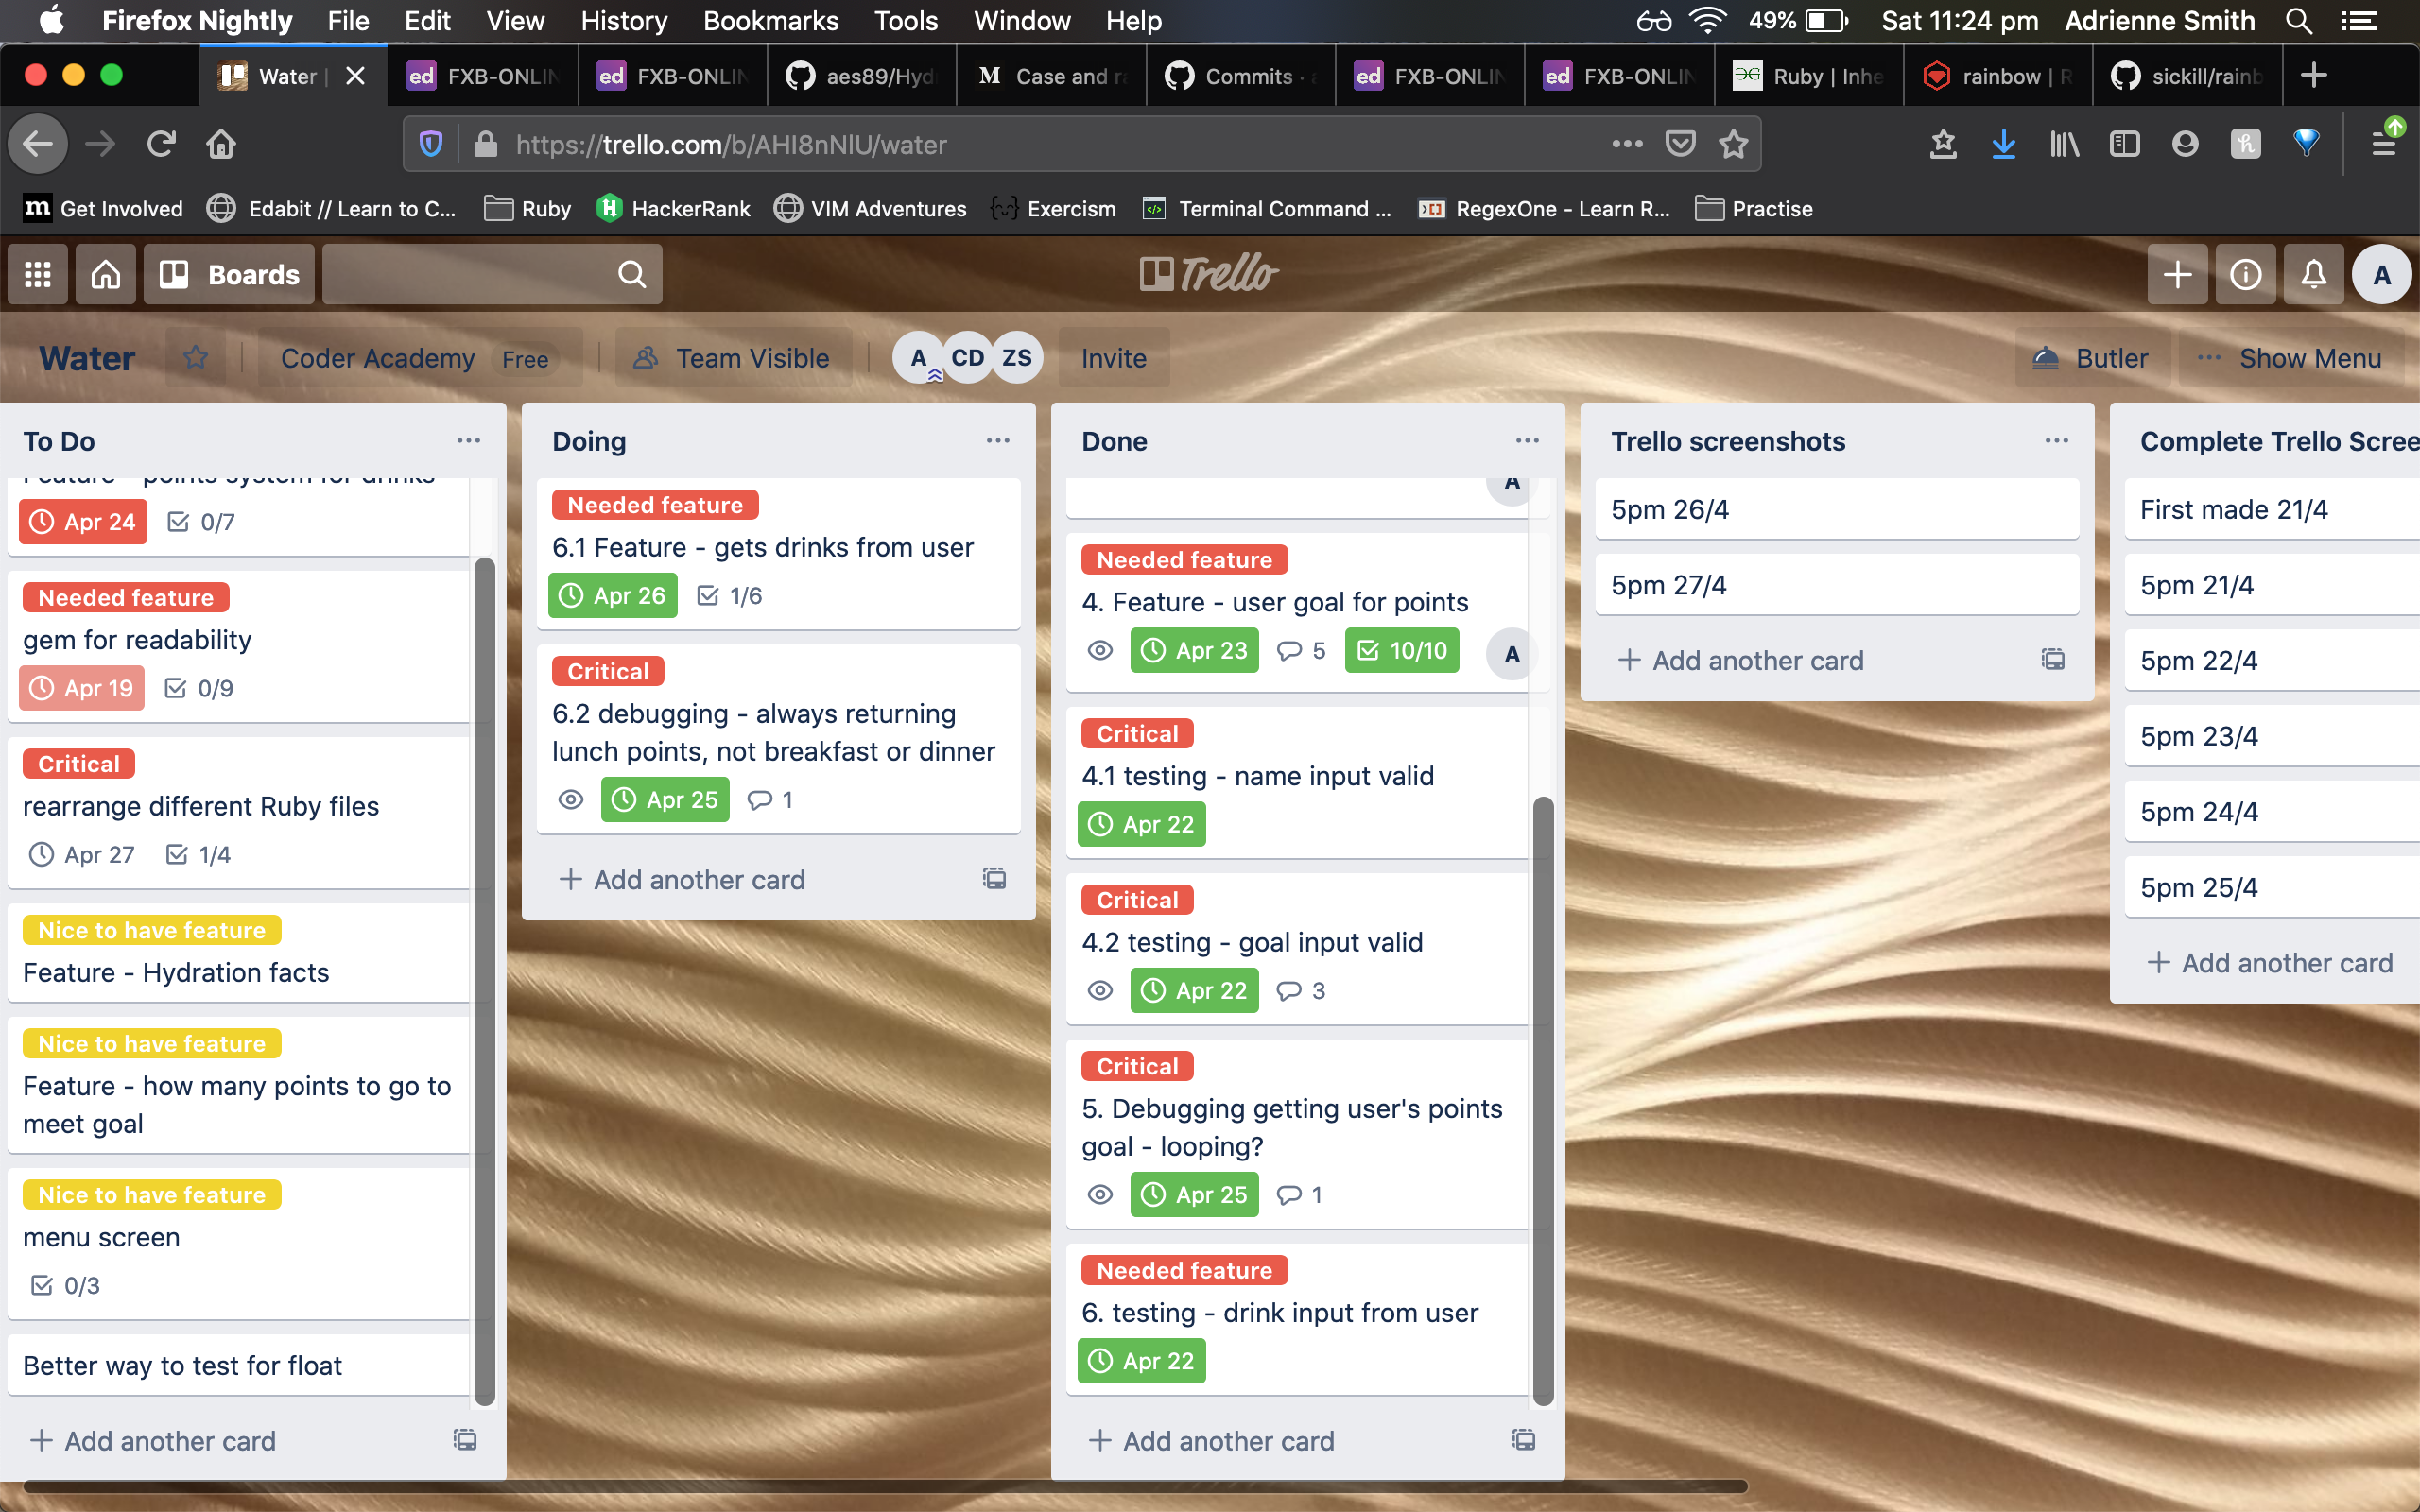 Firefox Nightly File Edit View History Bookmarks Tools Window Help 49% Sat 11:24 pm Adrienne Smith
Water | FXB-ONLIN FXB-ONLIN aes89/Hyd Case and r Commits · FXB-ONLIN FXB-ONLIN Ruby | Inhe rainbow | R sickill/rainb
https://trello.com/b/AHI8nNlU/water
Get Involved Edabit // Learn to C... Ruby HackerRank VIM Adventures Exercism Terminal Command ... RegexOne - Learn R... Practise
Boards Trello A
Water Coder Academy Free Team Visible A CD ZS Invite Butler Show Menu
To Do
Feature - points system for drinks
Apr 24 0/7
Needed feature
gem for readability
Apr 19 0/9
Critical
rearrange different Ruby files
Apr 27 1/4
Nice to have feature
Feature - Hydration facts
Nice to have feature
Feature - how many points to go to
meet goal
Nice to have feature
menu screen
0/3
Better way to test for float
Add another card
Doing
Needed feature
6.1 Feature - gets drinks from user
Apr 26 1/6
Critical
6.2 debugging - always returning
lunch points, not breakfast or dinner
Apr 25 1
Add another card
Done
A
Needed feature
4. Feature - user goal for points
Apr 23 5 10/10 A
Critical
4.1 testing - name input valid
Apr 22
Critical
4.2 testing - goal input valid
Apr 22 3
Critical
5. Debugging getting user's points
goal - looping?
Apr 25 1
Needed feature
6. testing - drink input from user
Apr 22
Add another card
Trello screenshots
5pm 26/4
5pm 27/4
Add another card
Complete Trello Scree
First made 21/4
5pm 21/4
5pm 22/4
5pm 23/4
5pm 24/4
5pm 25/4
Add another card